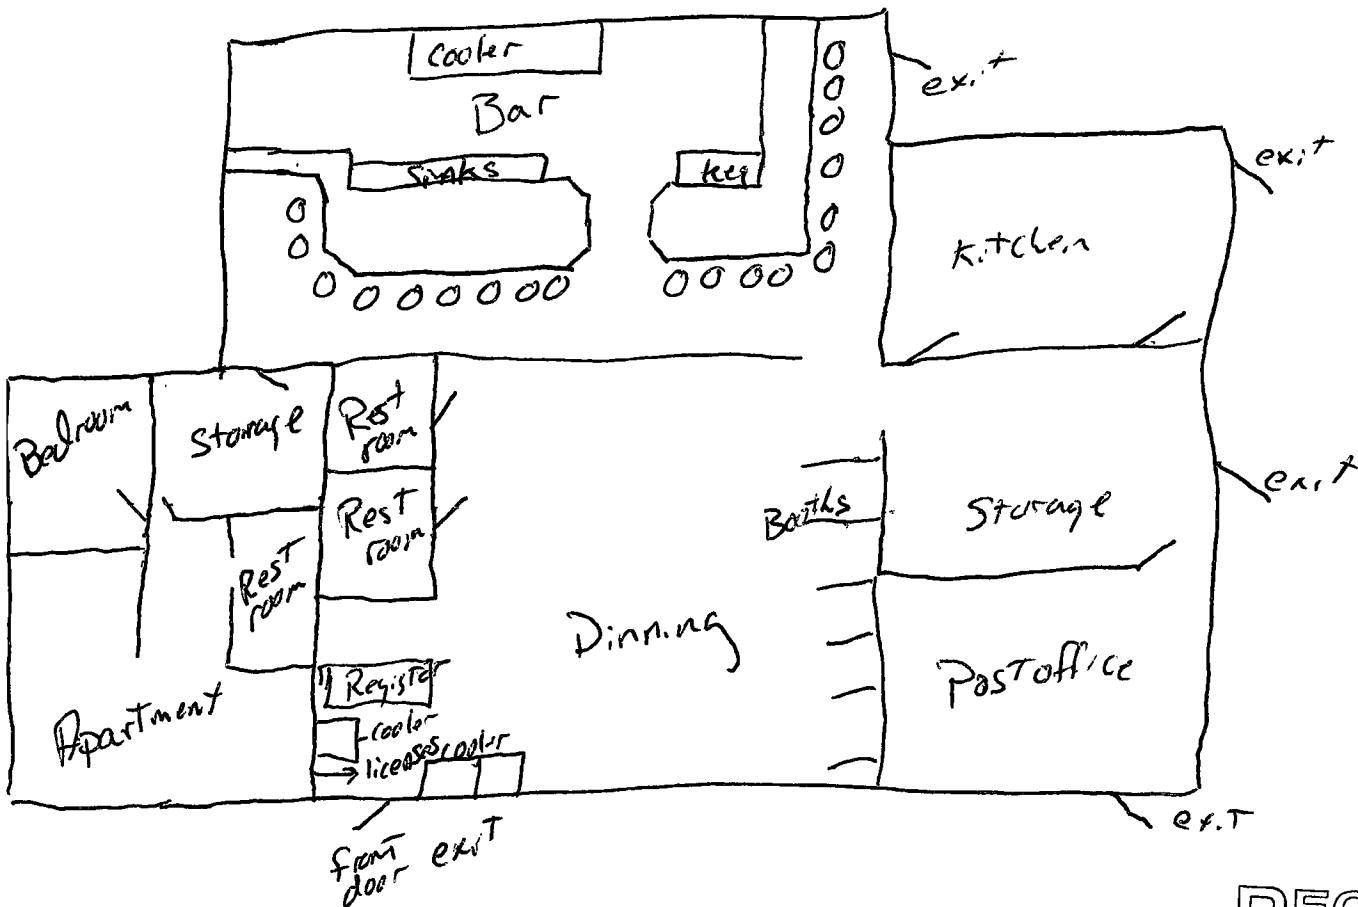 cooler
Bar
exit
exit
sinks
keg
Kitchen
Bedroom
Storage
Rest
room
Rest
room
Booths
Storage
exit
Rest
room
Dinning
Postoffice
Register
Apartment
cooler
licenses
cooler
exit
front
door exit